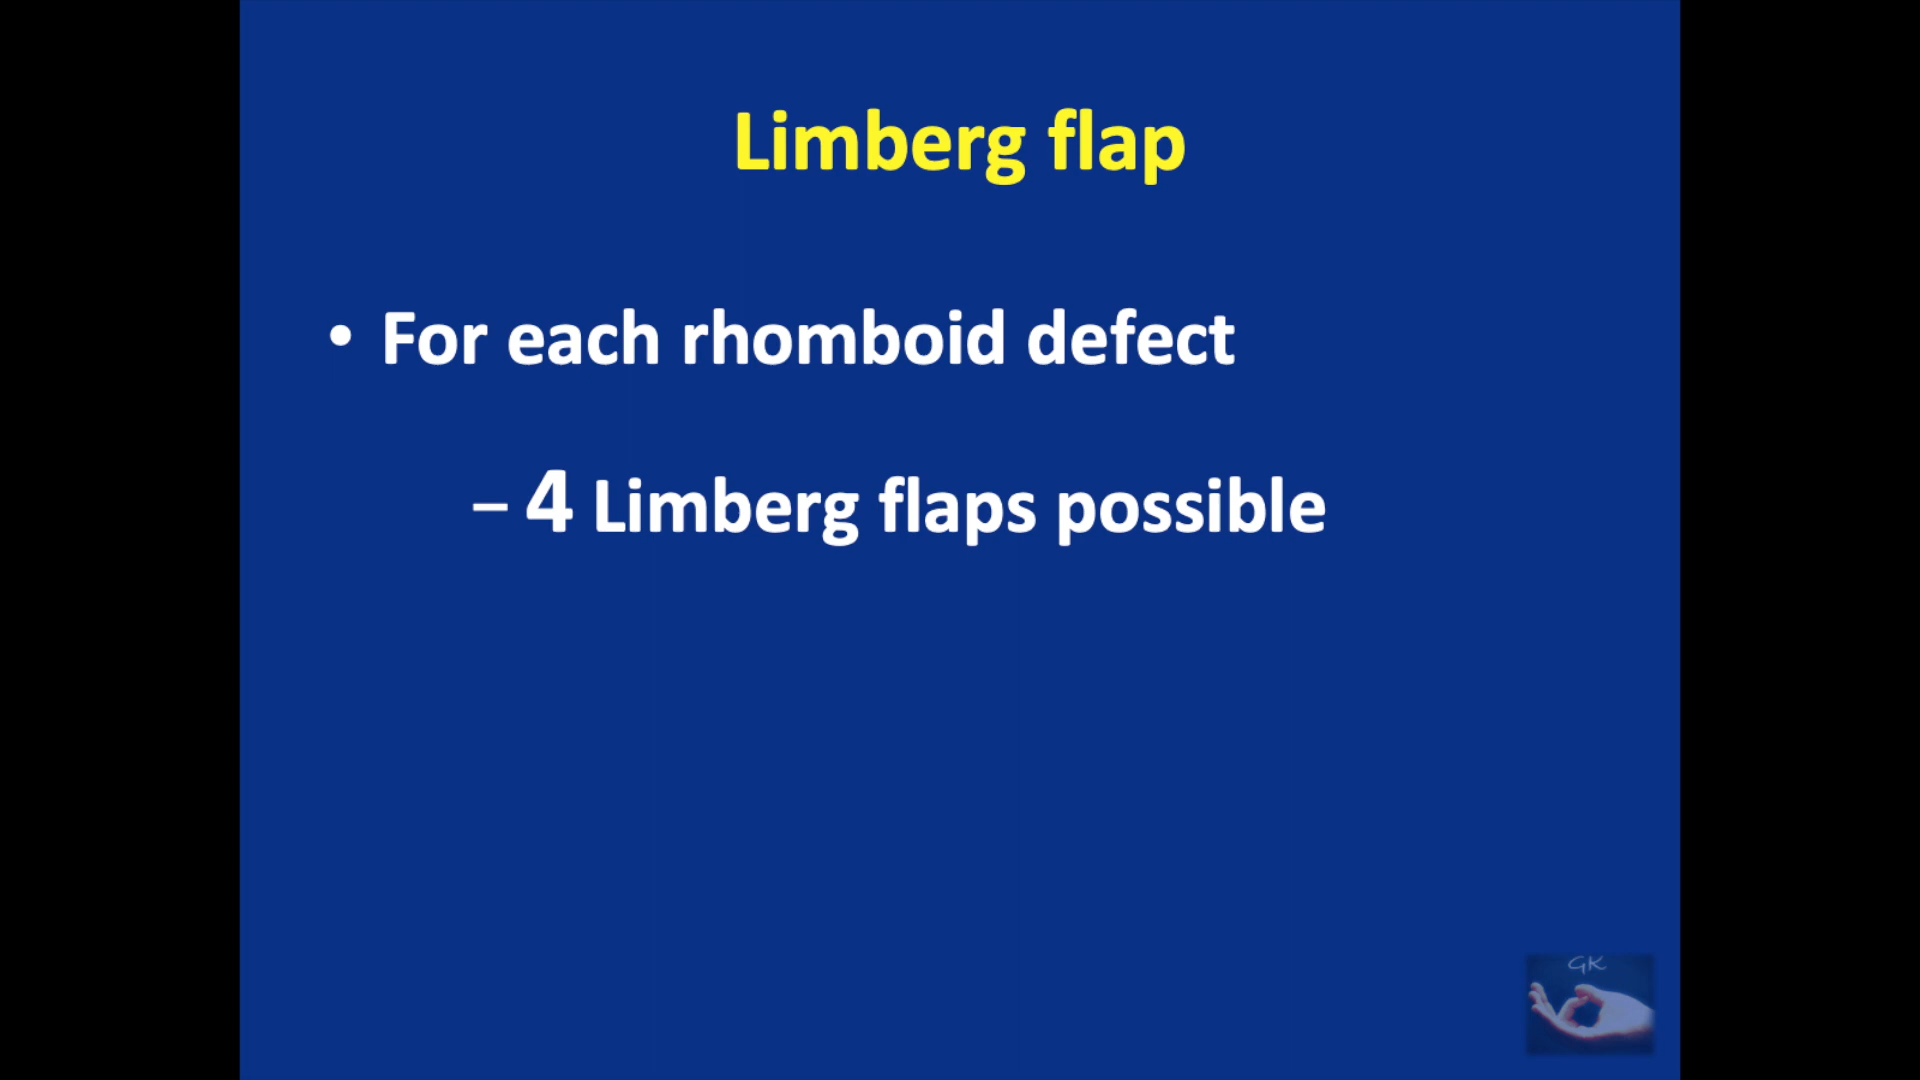 Limberg flap
• For each rhomboid defect
– 4 Limberg flaps possible
GK